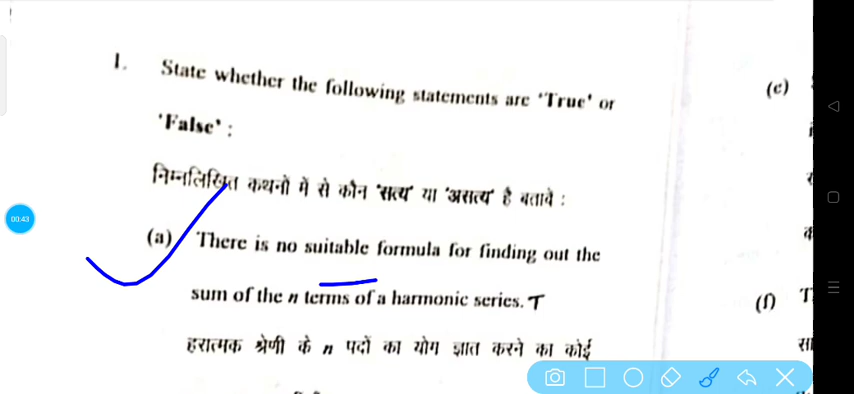 1. State whether the following statements are 'True' or
'False' :
निम्नलिखित कथनों में से कौन 'सत्य' या 'असत्य' है बतावें :
(a) There is no suitable formula for finding out the
sum of the n terms of a harmonic series. T
हरात्मक श्रेणी के n पदों का योग ज्ञात करने का कोई
(c)
(f) T
00:43